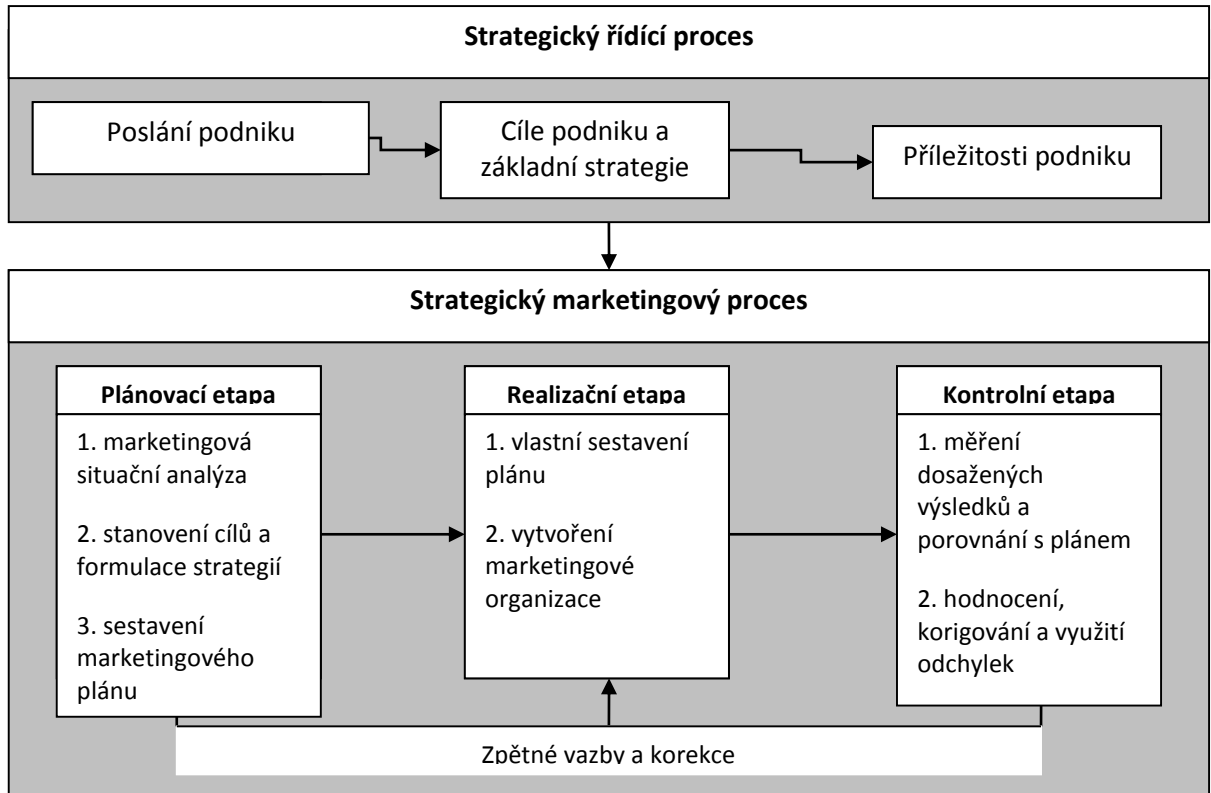 Strategický řídící proces
Poslání podniku
Cíle podniku a
základní strategie
Příležitosti podniku
Strategický marketingový proces
Plánovací etapa
1. marketingová
situační analýza
2. stanovení cílů a
formulace strategií
3. sestavení
marketingového
plánu
Realizační etapa
1. vlastní sestavení
plánu
2. vytvoření
marketingové
organizace
Kontrolní etapa
1. měření
dosažených
výsledků a
porovnání s plánem
2. hodnocení,
korigování a využití
odchylek
Zpětné vazby a korekce